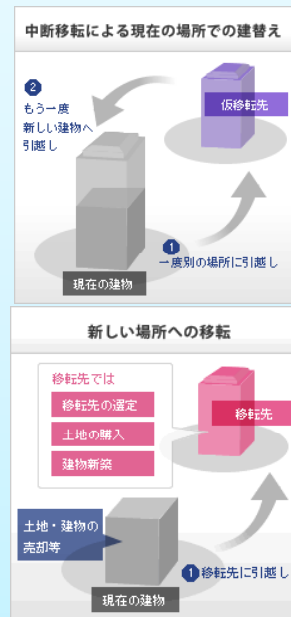 中断移転による現在の場所での建替え
2
もう一度
新しい建物へ
引越し
仮移転先
1
一度別の場所に引越し
現在の建物
新しい場所への移転
移転先では
移転先の選定
土地の購入
建物新築
移転先
土地・建物の
売却等
1 移転先に引越し
現在の建物